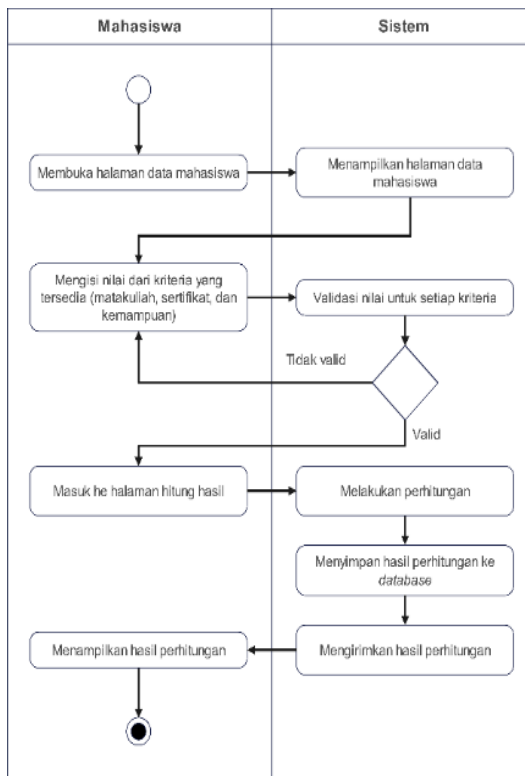 Mahasiswa
Sistem
Membuka halaman data mahasiswa
Menampilkan halaman data
mahasiswa
Mengisi nilai dari kriteria yang
tersedia (matakuliah, sertifikat, dan
kemampuan)
Validasi nilai untuk setiap kriteria
Tidak valid
Valid
Masuk he halaman hitung hasil
Melakukan perhitungan
Menyimpan hasil perhitungan ke
database
Mengirimkan hasil perhitungan
Menampilkan hasil perhitungan